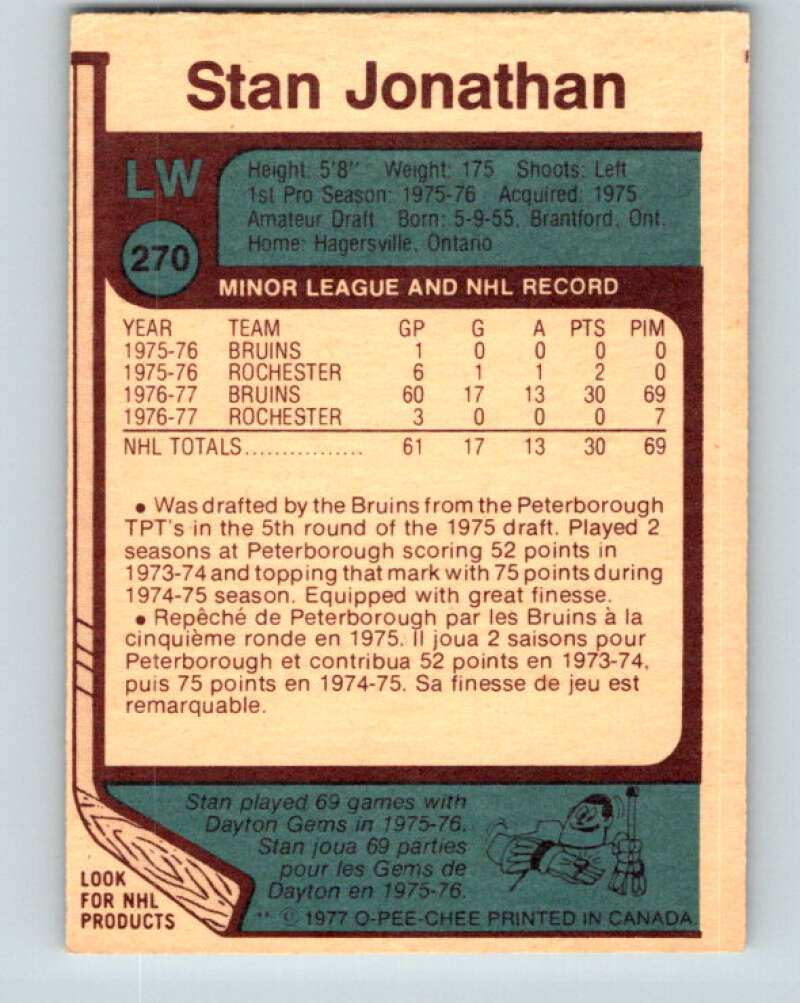 Stan Jonathan
LW
270
Height: 5'8" Weight: 175 Shoots: Left
1st Pro Season: 1975-76 Acquired: 1975
Amateur Draft Born: 5-9-55, Brantford, Ont.
Home: Hagersville, Ontario
MINOR LEAGUE AND NHL RECORD
YEAR TEAM GP G A PTS PIM
1975-76 BRUINS 1 0 0 0 0
1975-76 ROCHESTER 6 1 1 2 0
1976-77 BRUINS 60 17 13 30 69
1976-77 ROCHESTER 3 0 0 0 7
NHL TOTALS................ 61 17 13 30 69
• Was drafted by the Bruins from the Peterborough
TPT's in the 5th round of the 1975 draft. Played 2
seasons at Peterborough scoring 52 points in
1973-74 and topping that mark with 75 points during
1974-75 season. Equipped with great finesse.
• Repêché de Peterborough par les Bruins à la
cinquième ronde en 1975. Il joua 2 saisons pour
Peterborough et contribua 52 points en 1973-74,
puis 75 points en 1974-75. Sa finesse de jeu est
remarquable.
Stan played 69 games with
Dayton Gems in 1975-76.
Stan joua 69 parties
pour les Gems de
Dayton en 1975-76.
LOOK
FOR NHL
PRODUCTS
** © 1977 O-PEE-CHEE PRINTED IN CANADA.